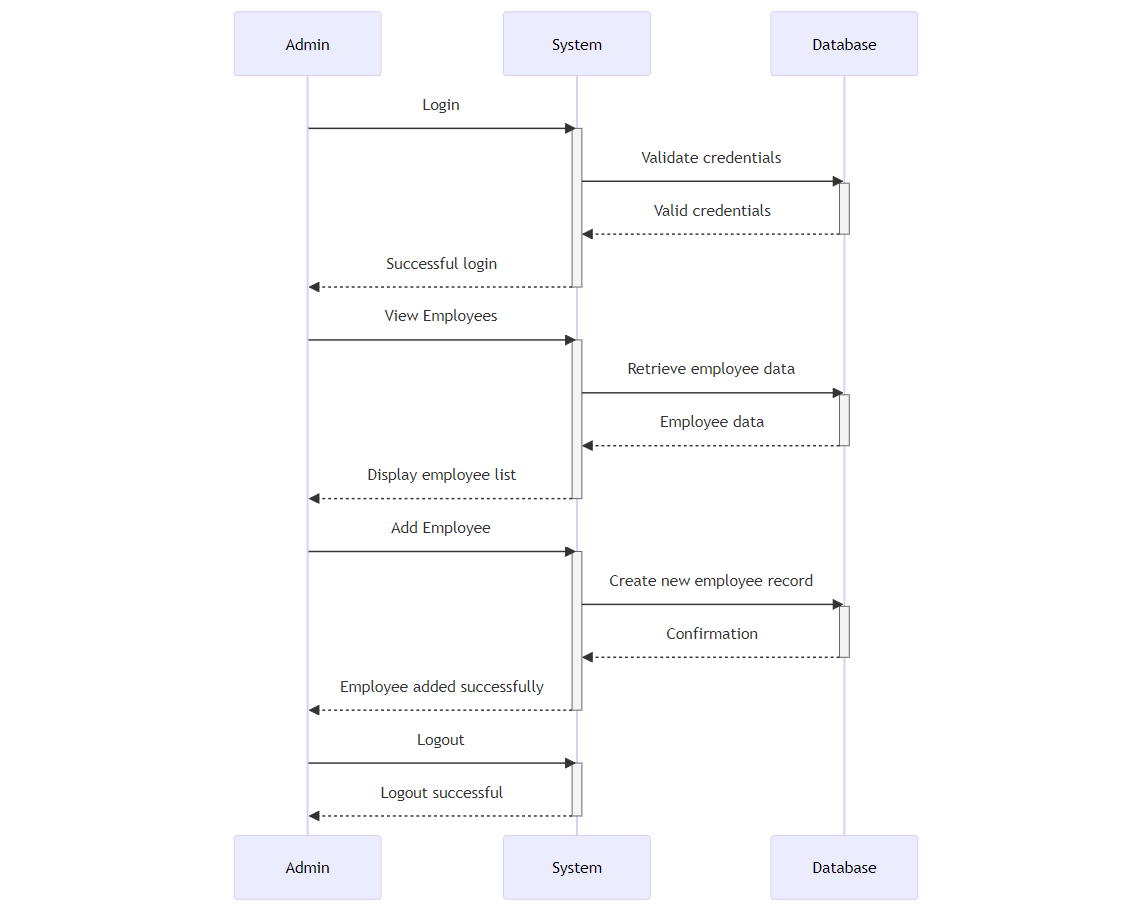 Admin
System
Database
Login
Validate credentials
Valid credentials
Successful login
View Employees
Retrieve employee data
Employee data
Display employee list
Add Employee
Create new employee record
Confirmation
Employee added successfully
Logout
Logout successful
Admin
System
Database